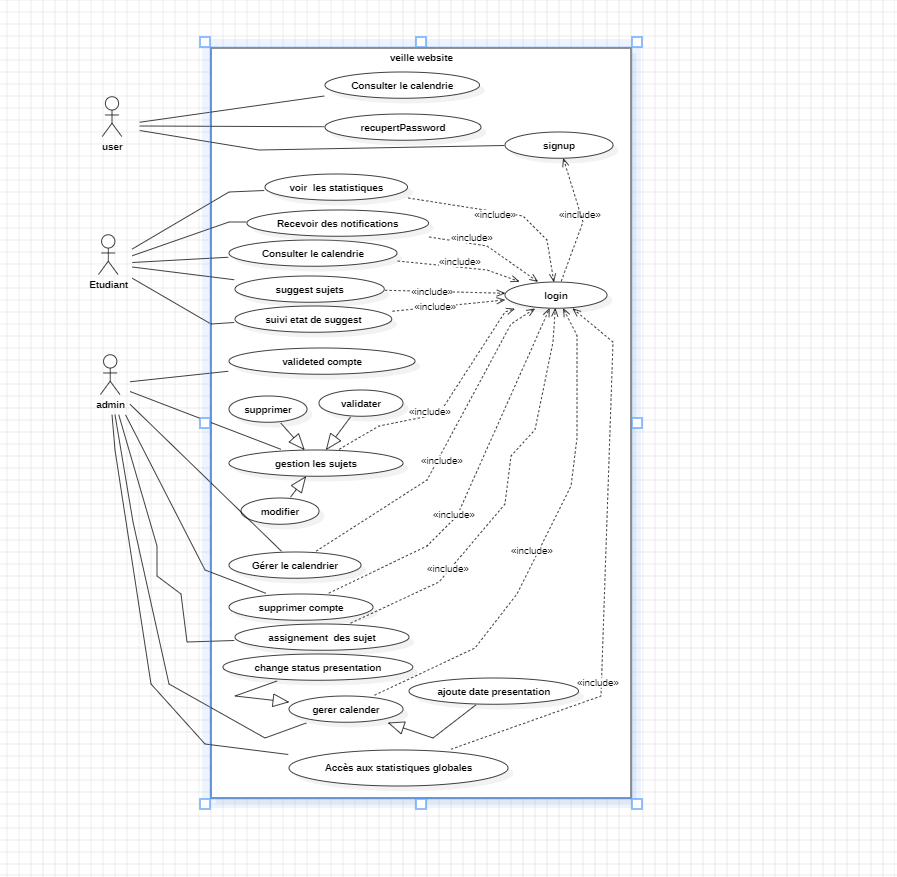 veille website
Consulter le calendrie
recupertPassword
user
signup
voir  les statistiques
«include»
«include»
Recevoir des notifications
«include»
Consulter le calendrie
«include»
Etudiant
suggest sujets
«include»
login
«include»
suivi etat de suggest
valideted compte
admin
supprimer
validater
«include»
gestion les sujets
«include»
modifier
«include»
«include»
Gérer le calendrier
«include»
supprimer compte
assignement  des sujet
change status presentation
«include»
ajoute date presentation
gerer calender
Accès aux statistiques globales